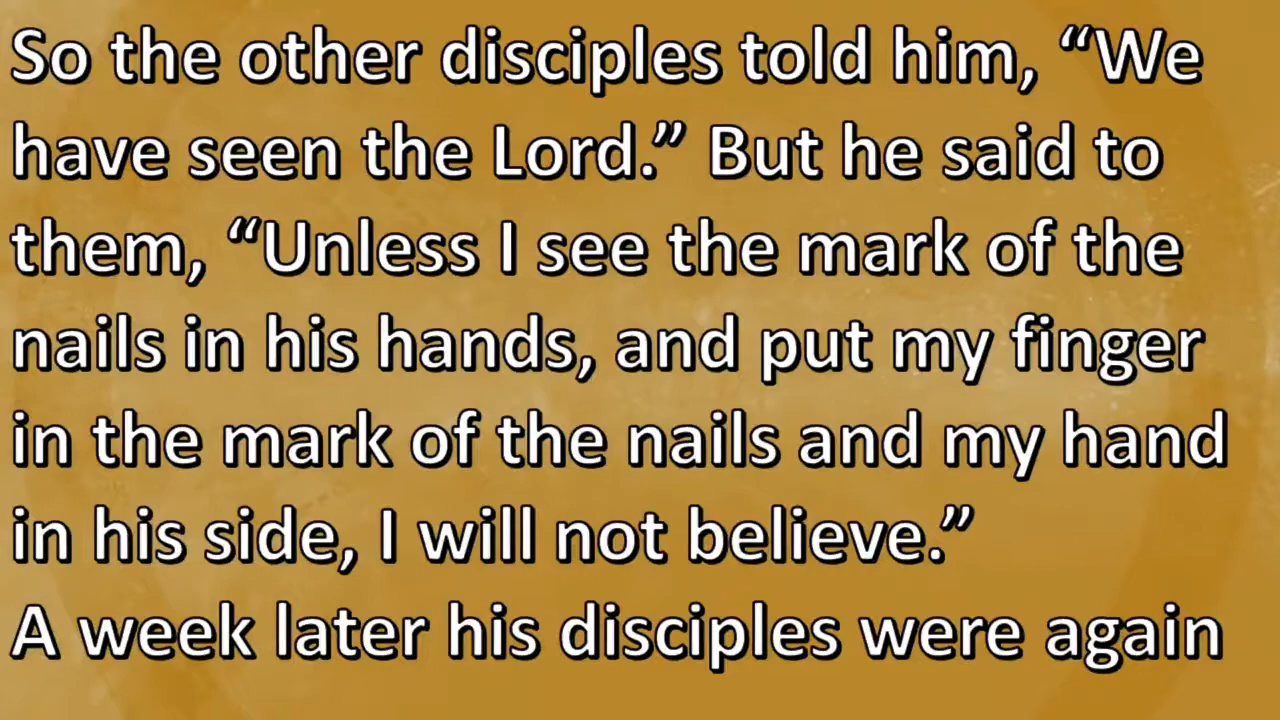 So the other disciples told him, “We
have seen the Lord.” But he said to
them, “Unless I see the mark of the
nails in his hands, and put my finger
in the mark of the nails and my hand
in his side, I will not believe.”
A week later his disciples were again